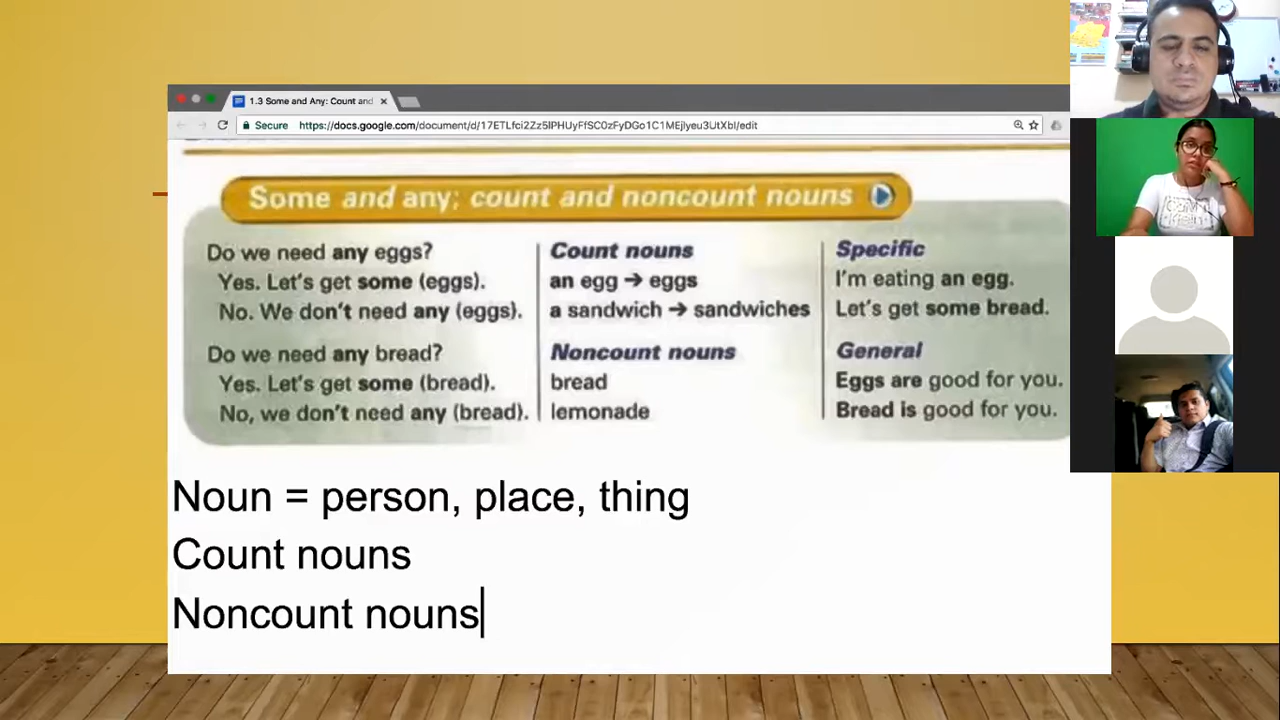 1.3 Some and Any: Count and
Secure https://docs.google.com/document/d/17ETLfci2Zz5lPHUyFfSC0zFyDGo1C1MEjlyeu3UtXbI/edit
Some and any; count and noncount nouns
Do we need any eggs?
Yes. Let's get some (eggs).
No. We don't need any (eggs).
Do we need any bread?
Yes. Let's get some (bread).
No, we don't need any (bread).
Count nouns
an egg → eggs
a sandwich → sandwiches
Noncount nouns
bread
lemonade
Specific
I'm eating an egg.
Let's get some bread.
General
Eggs are good for you.
Bread is good for you.
Noun = person, place, thing
Count nouns
Noncount nouns